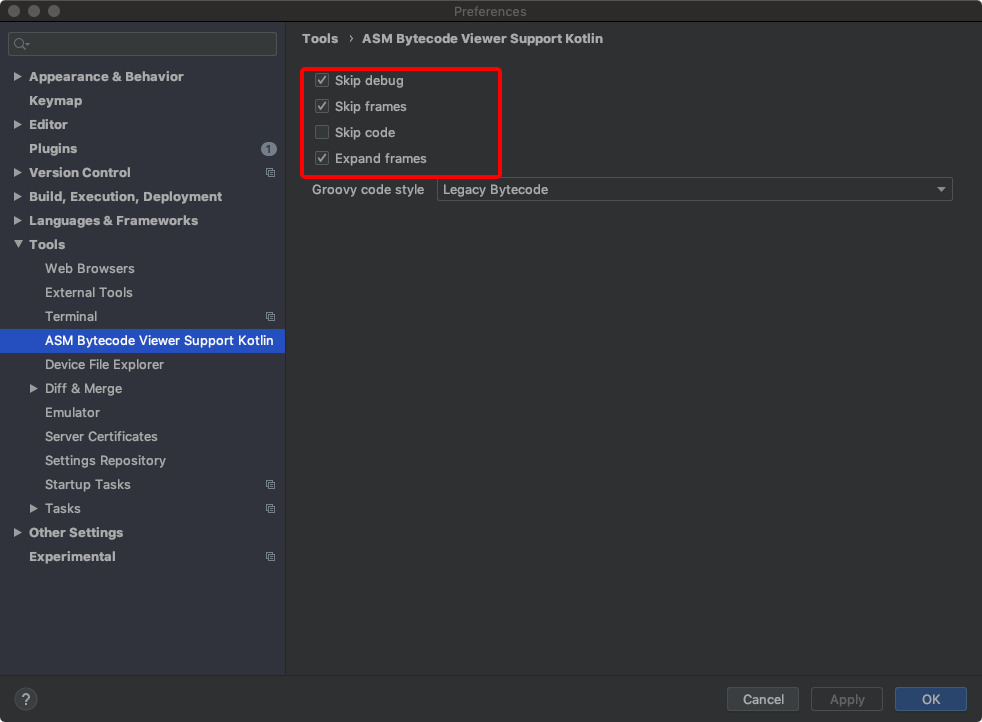 Preferences
Tools › ASM Bytecode Viewer Support Kotlin
Appearance & Behavior
Keymap
Editor
Plugins 1
Version Control
Build, Execution, Deployment
Languages & Frameworks
Tools
Web Browsers
External Tools
Terminal
ASM Bytecode Viewer Support Kotlin
Device File Explorer
Diff & Merge
Emulator
Server Certificates
Settings Repository
Startup Tasks
Tasks
Other Settings
Experimental
Skip debug
Skip frames
Skip code
Expand frames
Groovy code style Legacy Bytecode
?
Cancel
Apply
OK